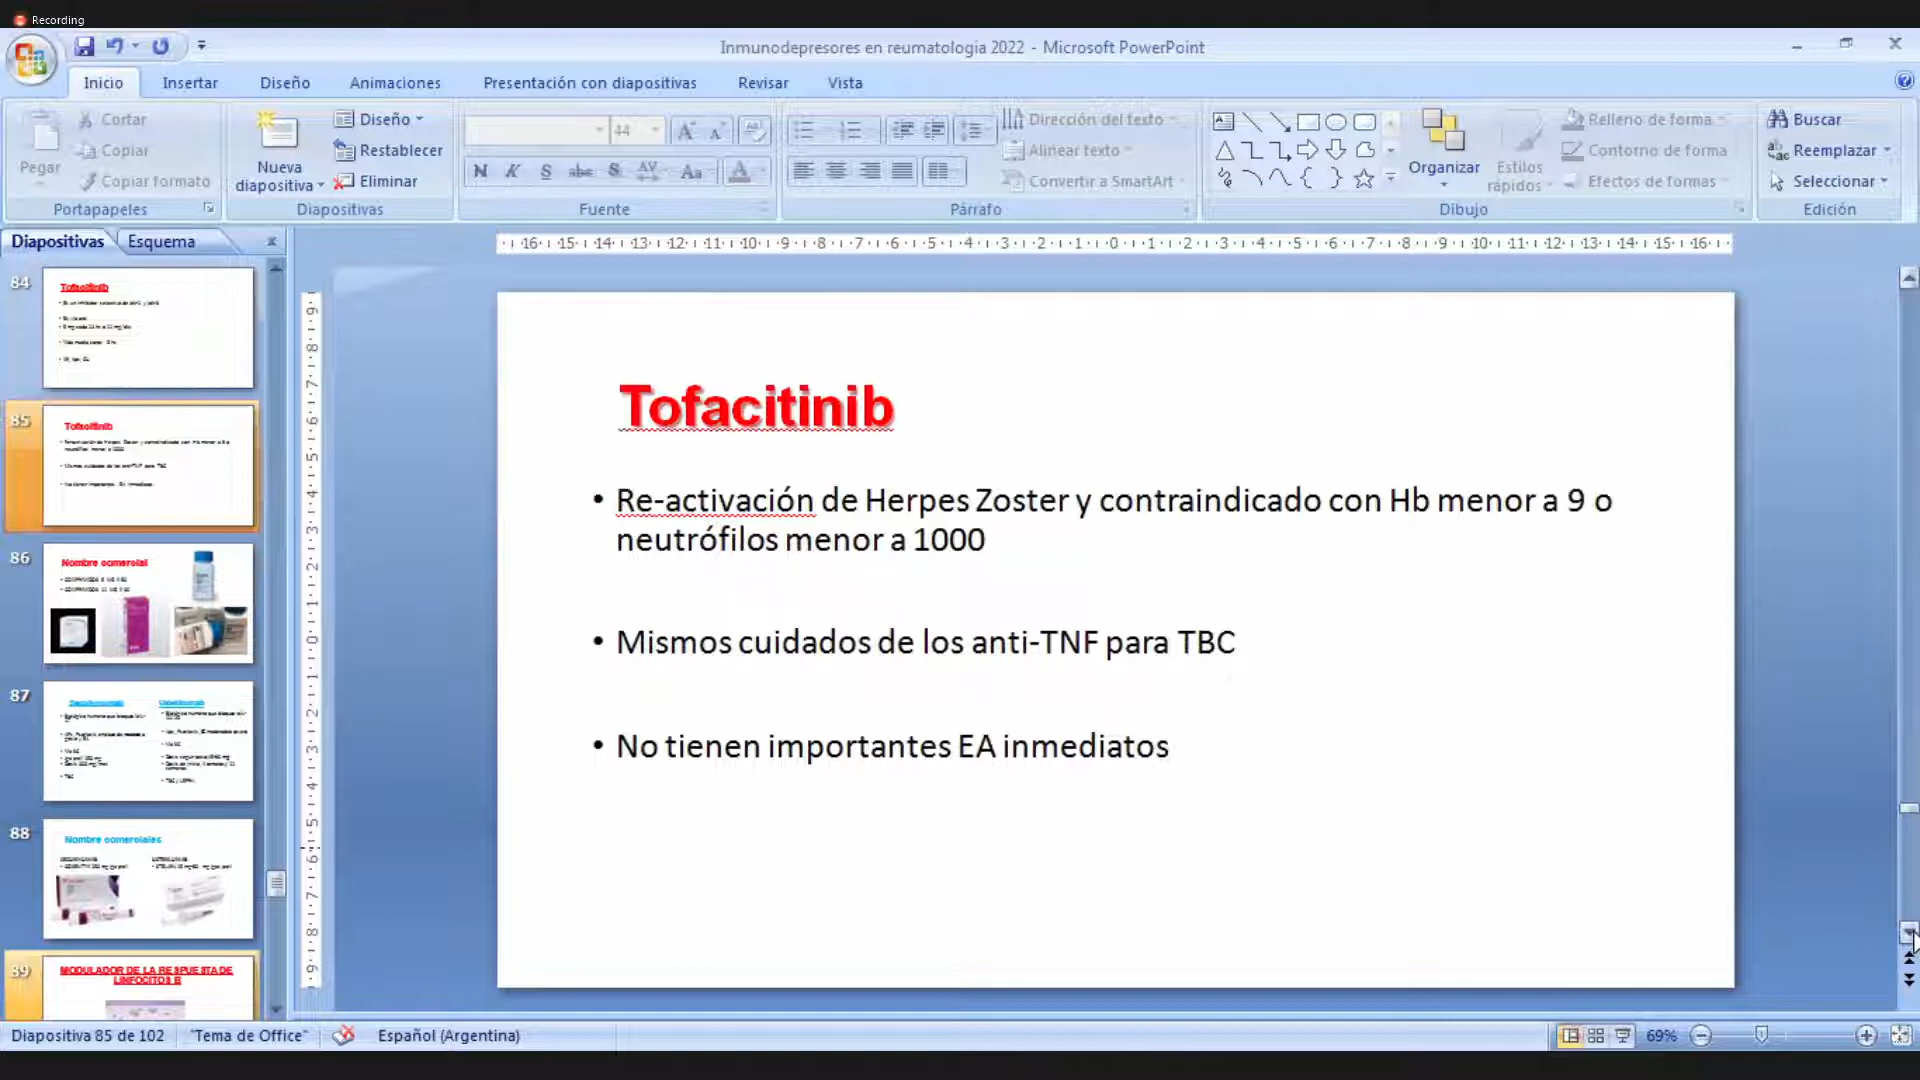 Recording
Inmunodepresores en reumatologia 2022 - Microsoft PowerPoint
Inicio
Insertar
Diseño
Animaciones
Presentación con diapositivas
Revisar
Vista
Pegar
Cortar
Copiar
Copiar formato
Portapapeles
Nueva diapositiva
Diseño
Restablecer
Eliminar
Diapositivas
44
Fuente
Dirección del texto
Alinear texto
Convertir a SmartArt
Párrafo
Organizar
Estilos rápidos
Relleno de forma
Contorno de forma
Efectos de formas
Dibujo
Buscar
Reemplazar
Seleccionar
Edición
Diapositivas
Esquema
84
Tofacitinib
85
Tofacitinib
86
Nombre comercial
87
88
Nombre comerciales
89
MODULADOR DE LA RESPUESTA DE
LINFOCITOS B
Tofacitinib
• Re-activación de Herpes Zoster y contraindicado con Hb menor a 9 o
neutrófilos menor a 1000
• Mismos cuidados de los anti-TNF para TBC
• No tienen importantes EA inmediatos
Diapositiva 85 de 102
"Tema de Office"
Español (Argentina)
69%